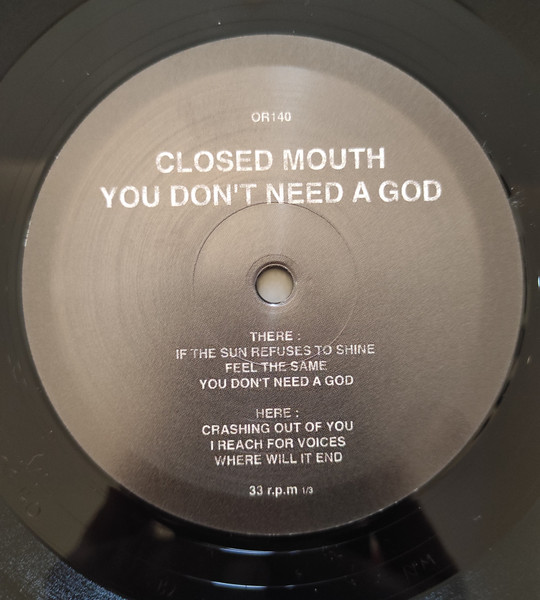 OR140
CLOSED MOUTH
YOU DON'T NEED A GOD
THERE :
IF THE SUN REFUSES TO SHINE
FEEL THE SAME
YOU DON'T NEED A GOD
HERE :
CRASHING OUT OF YOU
I REACH FOR VOICES
WHERE WILL IT END
33 r.p.m 1/3